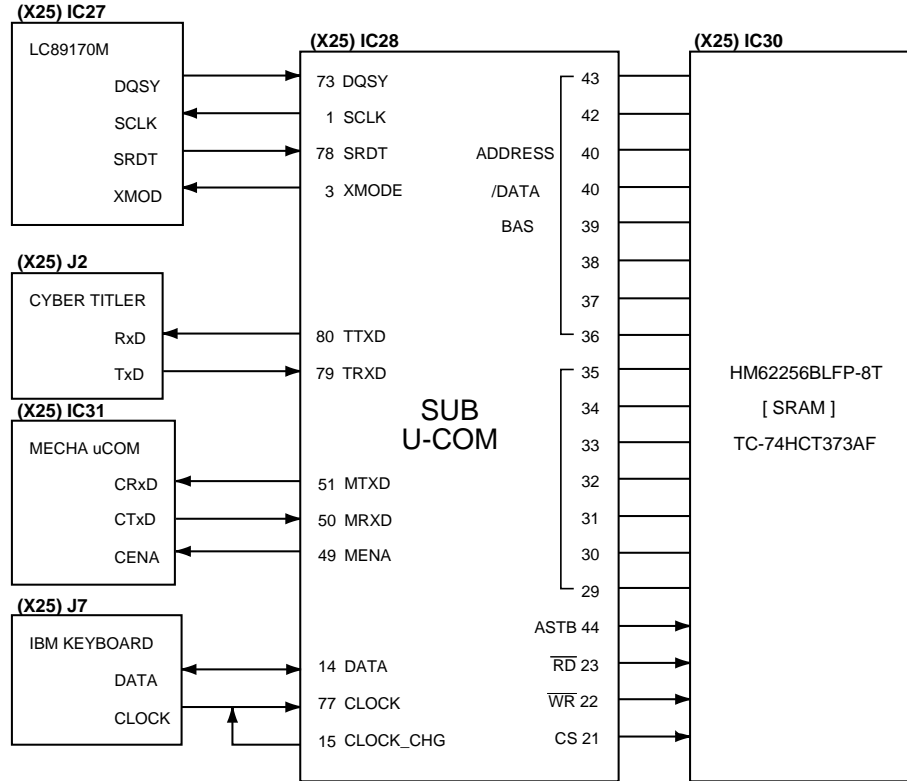 (X25) IC27
LC89170M
DQSY
SCLK
SRDT
XMOD
(X25) J2
CYBER TITLER
RxD
TxD
(X25) IC31
MECHA uCOM
CRxD
CTxD
CENA
(X25) J7
IBM KEYBOARD
DATA
CLOCK
(X25) IC28
73 DQSY
1 SCLK
78 SRDT
3 XMODE
80 TTXD
79 TRXD
51 MTXD
50 MRXD
49 MENA
14 DATA
77 CLOCK
15 CLOCK_CHG
SUB
U-COM
ADDRESS
/DATA
BAS
43
42
40
40
39
38
37
36
35
34
33
32
31
30
29
ASTB 44
RD 23
WR 22
CS 21
(X25) IC30
HM62256BLFP-8T
[ SRAM ]
TC-74HCT373AF